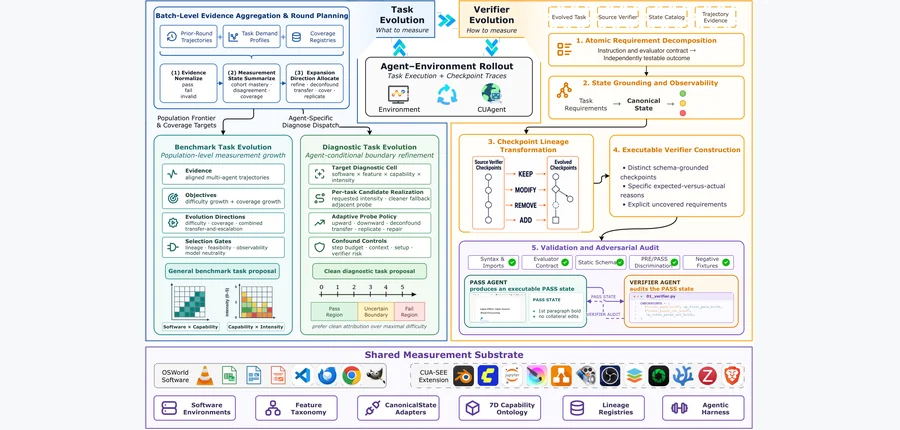 Batch-Level Evidence Aggregation & Round Planning
Prior-Round
Trajectories
+
Task Demand
Profiles
+
Coverage
Registries
(1) Evidence
Normalize
pass
fail
invalid
(2) Measurement
State Summarize
cohort mastery ·
disagreement ·
coverage
(3) Expansion
Direction Allocate
refine · deconfound
transfer · cover ·
replicate
Population Frontier
& Coverage Targets
Agent-Specific
Diagnose Dispatch
Task
Evolution
What to measure
Verifier
Evolution
How to measure
Agent–Environment Rollout
Task Execution + Checkpoint Traces
Environment
CUAgent
Benchmark Task Evolution
Population-level measurement growth
Evidence
aligned multi-agent trajectories
Objectives
difficulty growth + coverage growth
Evolution Directions
difficulty · coverage · combined
transfer-and-escalation
Selection Gates
lineage · feasibility · observability
model neutrality
General benchmark task proposal
Software × Capability
Intensity (0-5)
Capability × Intensity
Diagnostic Task Evolution
Agent-conditional boundary refinement
Target Diagnostic Cell
software × feature × capability ×
intensity
Per-task Candidate Realization
requested intensity · cleaner fallback
adjacent probe
Adaptive Probe Policy
upward · downward · deconfound
transfer · replicate · repair
Confound Controls
step budget · context · setup ·
verifier risk
Clean diagnostic task proposal
0 1 2 3 4 5
Pass
Region
Uncertain
Boundary
Fail
Region
prefer clean attribution over maximal difficulty
Evolved Task
Source Verifier
State Catalog
Trajectory
Evidence
1. Atomic Requirement Decomposition
Instruction and evaluator contract →
Independently testable outcome
2. State Grounding and Observability
Task
Requirements
→
Canonical
State
→
3. Checkpoint Lineage
Transformation
Source Verifier
Checkpoints
KEEP
MODIFY
REMOVE
ADD
Evolved
Checkpoints
4. Executable Verifier Construction
• Distinct schema-grounded
checkpoints
• Specific expected-versus-actual
reasons
• Explicit uncovered requirements
5. Validation and Adversarial Audit
Syntax &
Imports
Evaluator
Contract
Static Schema
PRE/PASS
Discrimination
Negative
Fixtures
PASS AGENT
produces an executable PASS state
PASS STATE
+ 1st paragraph bold
+ no collateral edits
PASS STATE
VERIFIER AUDIT
VERIFIER AGENT
audits the PASS state
01_verifier.py
Shared Measurement Substrate
OSWorld
Software
CUA-SEE
Extension
Software
Environments
Feature
Taxonomy
CanonicalState
Adapters
7D Capability
Ontology
Lineage
Registries
Agentic
Harness